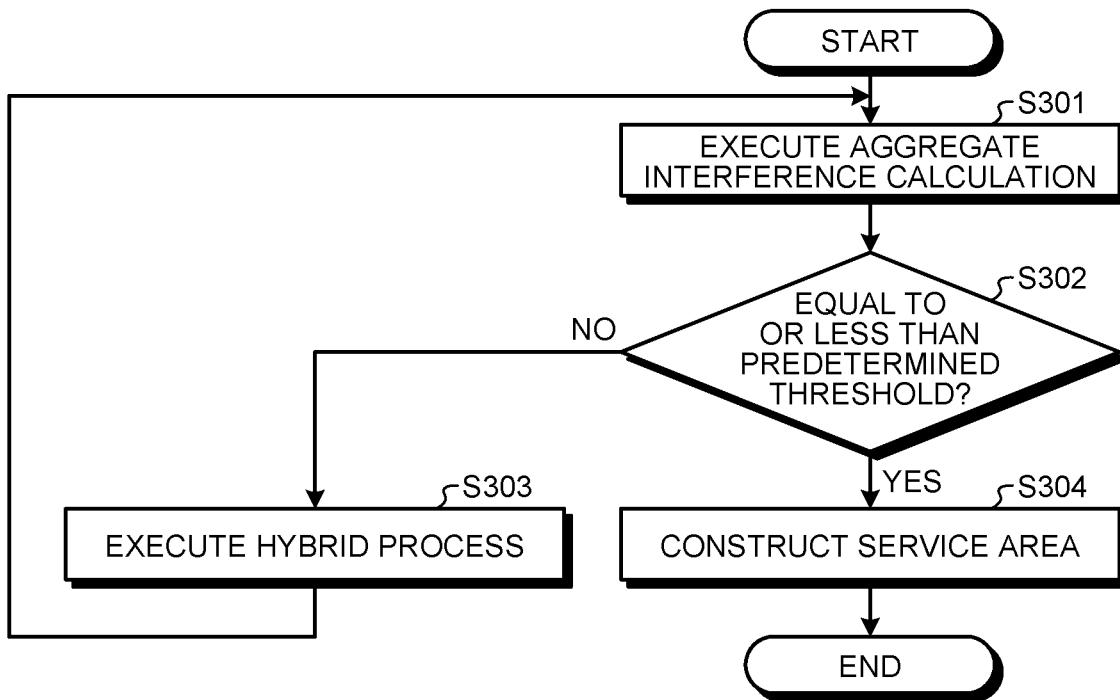 START
S301
EXECUTE AGGREGATE
INTERFERENCE CALCULATION
S302
EQUAL TO
OR LESS THAN
PREDETERMINED
THRESHOLD?
NO
YES
S303
EXECUTE HYBRID PROCESS
S304
CONSTRUCT SERVICE AREA
END